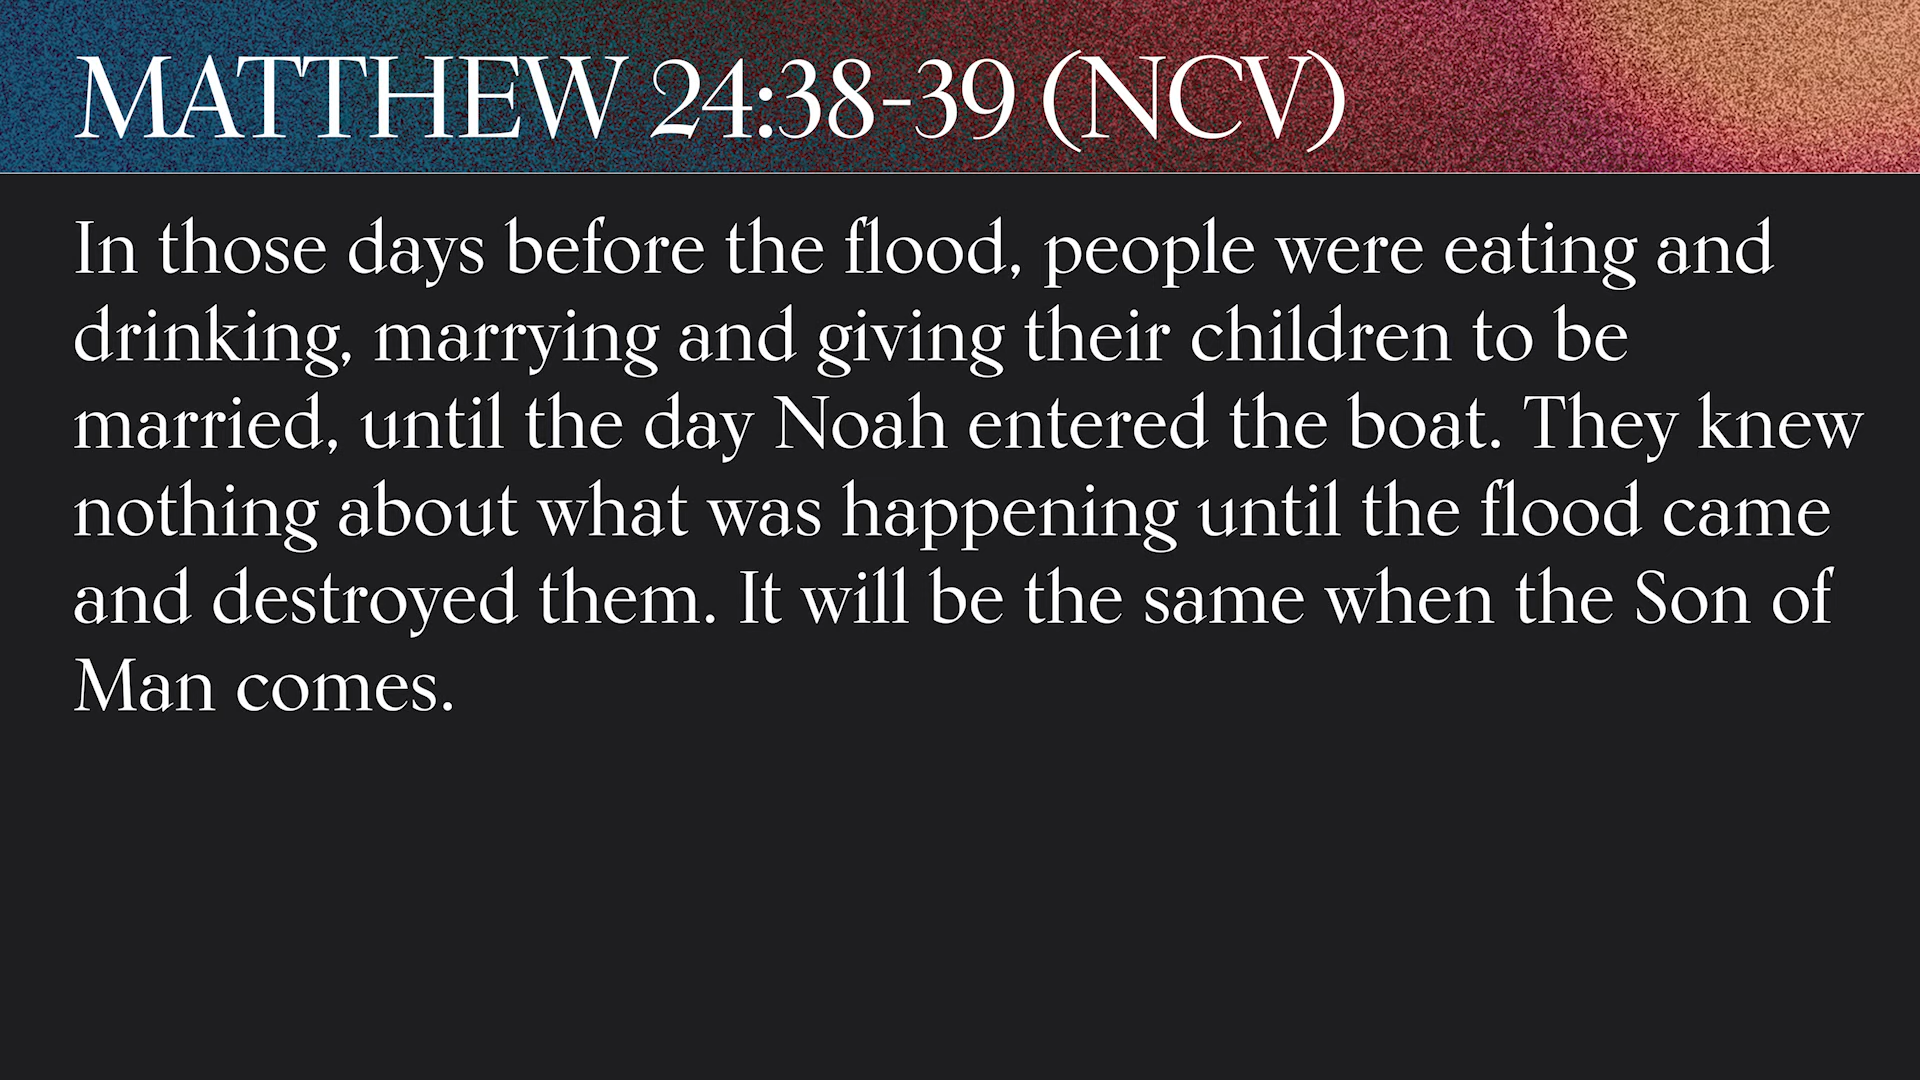 MATTHEW 24:38-39 (NCV)
In those days before the flood, people were eating and
drinking, marrying and giving their children to be
married, until the day Noah entered the boat. They knew
nothing about what was happening until the flood came
and destroyed them. It will be the same when the Son of
Man comes.